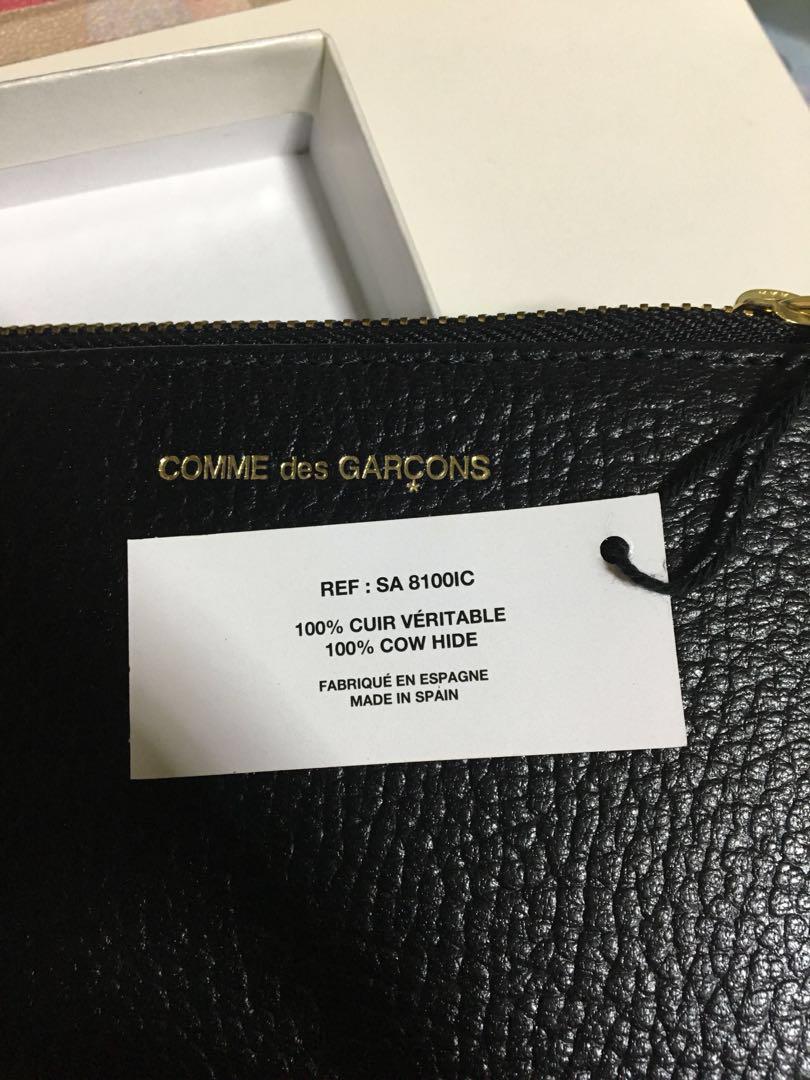 COMME des GARÇONS
*
REF : SA 8100IC
100% CUIR VÉRITABLE
100% COW HIDE
FABRIQUÉ EN ESPAGNE
MADE IN SPAIN